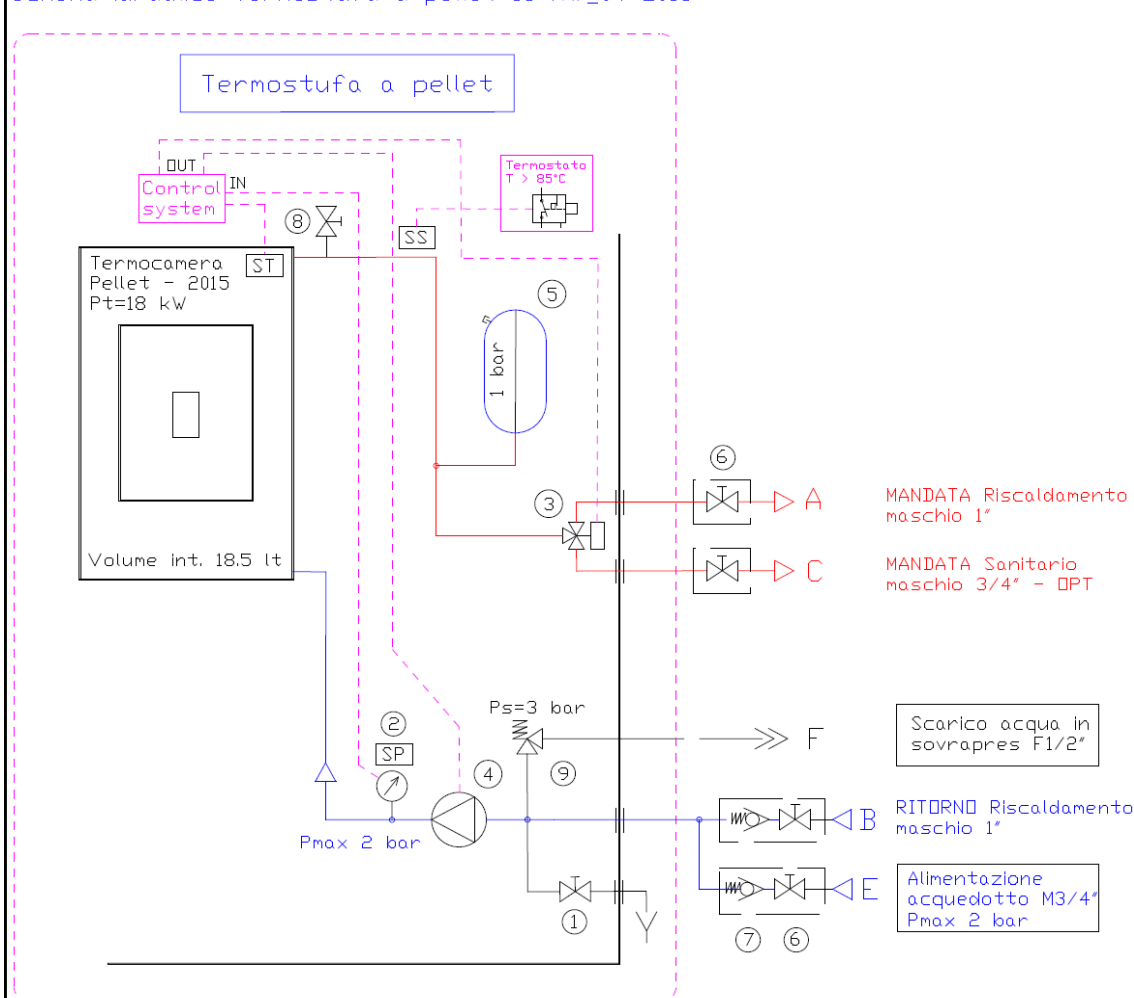 Termostufa a pellet
OUT
IN
Control
system
Termostato
T > 85°C
8
SS
Termocamera
Pellet - 2015
Pt=18 kW
ST
5
1 bar
6
3
A
MANDATA Riscaldamento
maschio 1"
Volume int. 18.5 lt
C
MANDATA Sanitario
maschio 3/4" - OPT
Ps=3 bar
2
SP
4
9
F
Scarico acqua in
sovrapres F1/2"
Pmax 2 bar
B
RITORNO Riscaldamento
maschio 1"
E
Alimentazione
acquedotto M3/4"
Pmax 2 bar
1
7
6